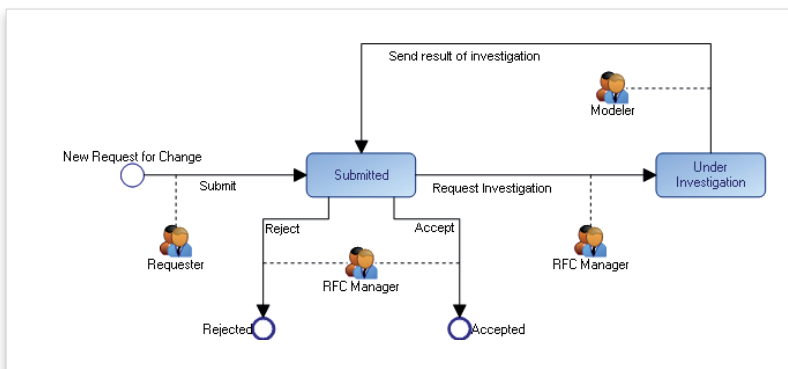 Send result of investigation
Modeler
New Request for Change
Submit
Submitted
Request Investigation
Under
Investigation
Reject
Accept
Requester
RFC Manager
RFC Manager
Rejected
Accepted